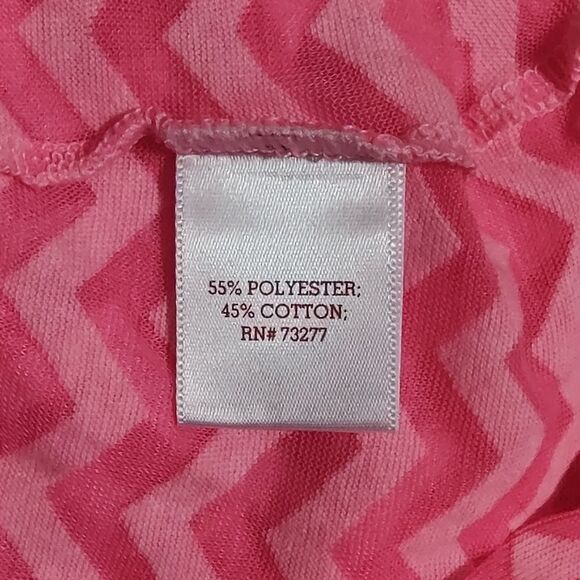 55% POLYESTER;
45% COTTON;
RN# 73277